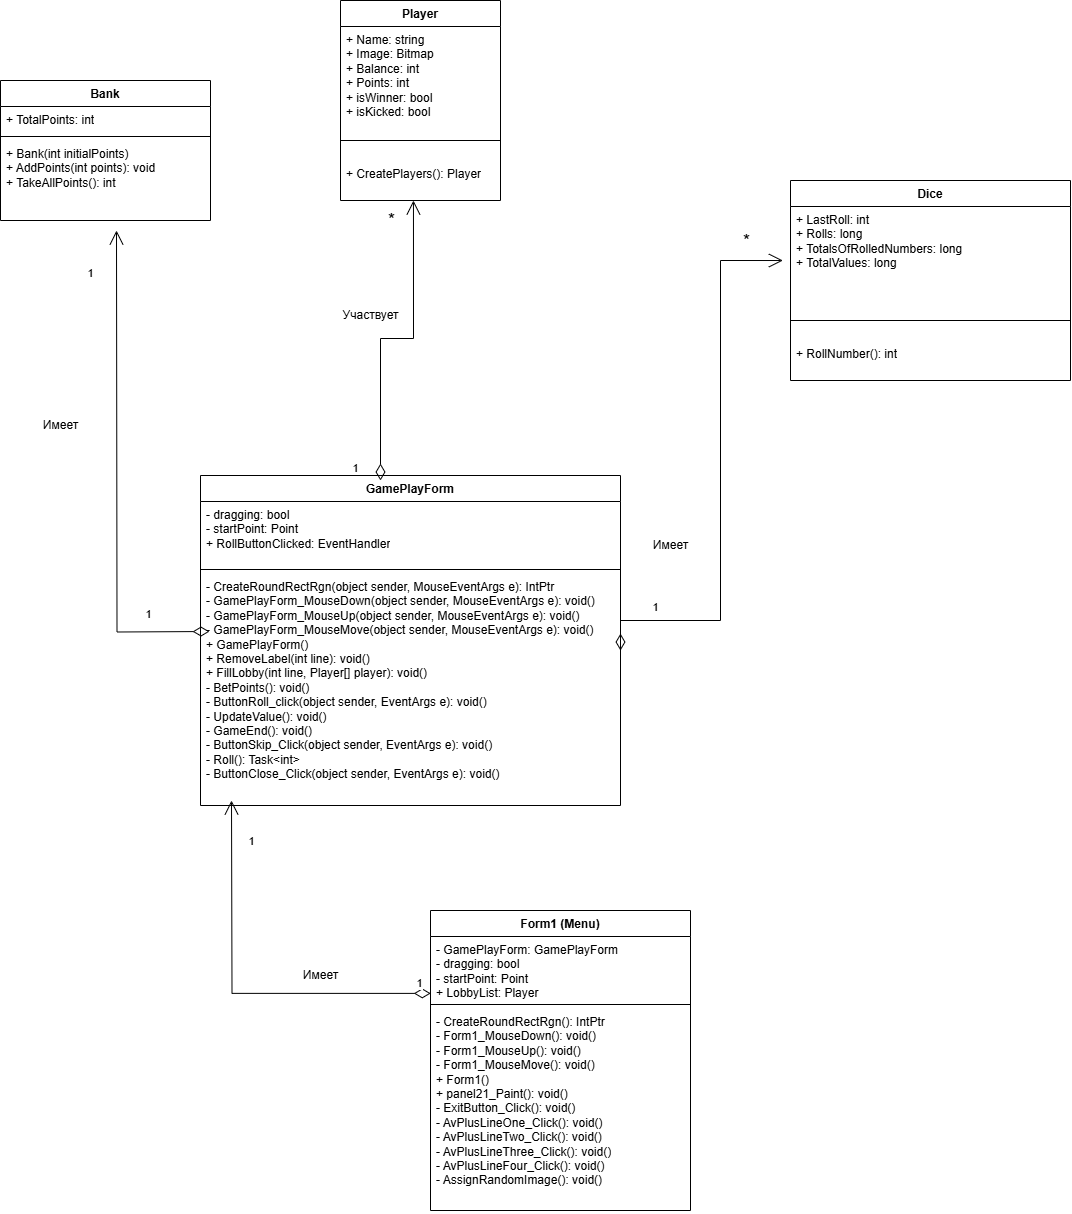 Player
+ Name: string
+ Image: Bitmap
+ Balance: int
+ Points: int
+ isWinner: bool
+ isKicked: bool
+ CreatePlayers(): Player
Bank
+ TotalPoints: int
+ Bank(int initialPoints)
+ AddPoints(int points): void
+ TakeAllPoints(): int
Dice
+ LastRoll: int
+ Rolls: long
+ TotalsOfRolledNumbers: long
+ TotalValues: long
+ RollNumber(): int
*
*
1
Участвует
Имеет
1
GamePlayForm
- dragging: bool
- startPoint: Point
+ RollButtonClicked: EventHandler
- CreateRoundRectRgn(object sender, MouseEventArgs e): IntPtr
- GamePlayForm_MouseDown(object sender, MouseEventArgs e): void()
- GamePlayForm_MouseUp(object sender, MouseEventArgs e): void()
- GamePlayForm_MouseMove(object sender, MouseEventArgs e): void()
+ GamePlayForm()
+ RemoveLabel(int line): void()
+ FillLobby(int line, Player[] player): void()
- BetPoints(): void()
- ButtonRoll_click(object sender, EventArgs e): void()
- UpdateValue(): void()
- GameEnd(): void()
- ButtonSkip_Click(object sender, EventArgs e): void()
- Roll(): Task<int>
- ButtonClose_Click(object sender, EventArgs e): void()
Имеет
1
1
1
Имеет
1
Form1 (Menu)
- GamePlayForm: GamePlayForm
- dragging: bool
- startPoint: Point
+ LobbyList: Player
- CreateRoundRectRgn(): IntPtr
- Form1_MouseDown(): void()
- Form1_MouseUp(): void()
- Form1_MouseMove(): void()
+ Form1()
+ panel21_Paint(): void()
- ExitButton_Click(): void()
- AvPlusLineOne_Click(): void()
- AvPlusLineTwo_Click(): void()
- AvPlusLineThree_Click(): void()
- AvPlusLineFour_Click(): void()
- AssignRandomImage(): void()